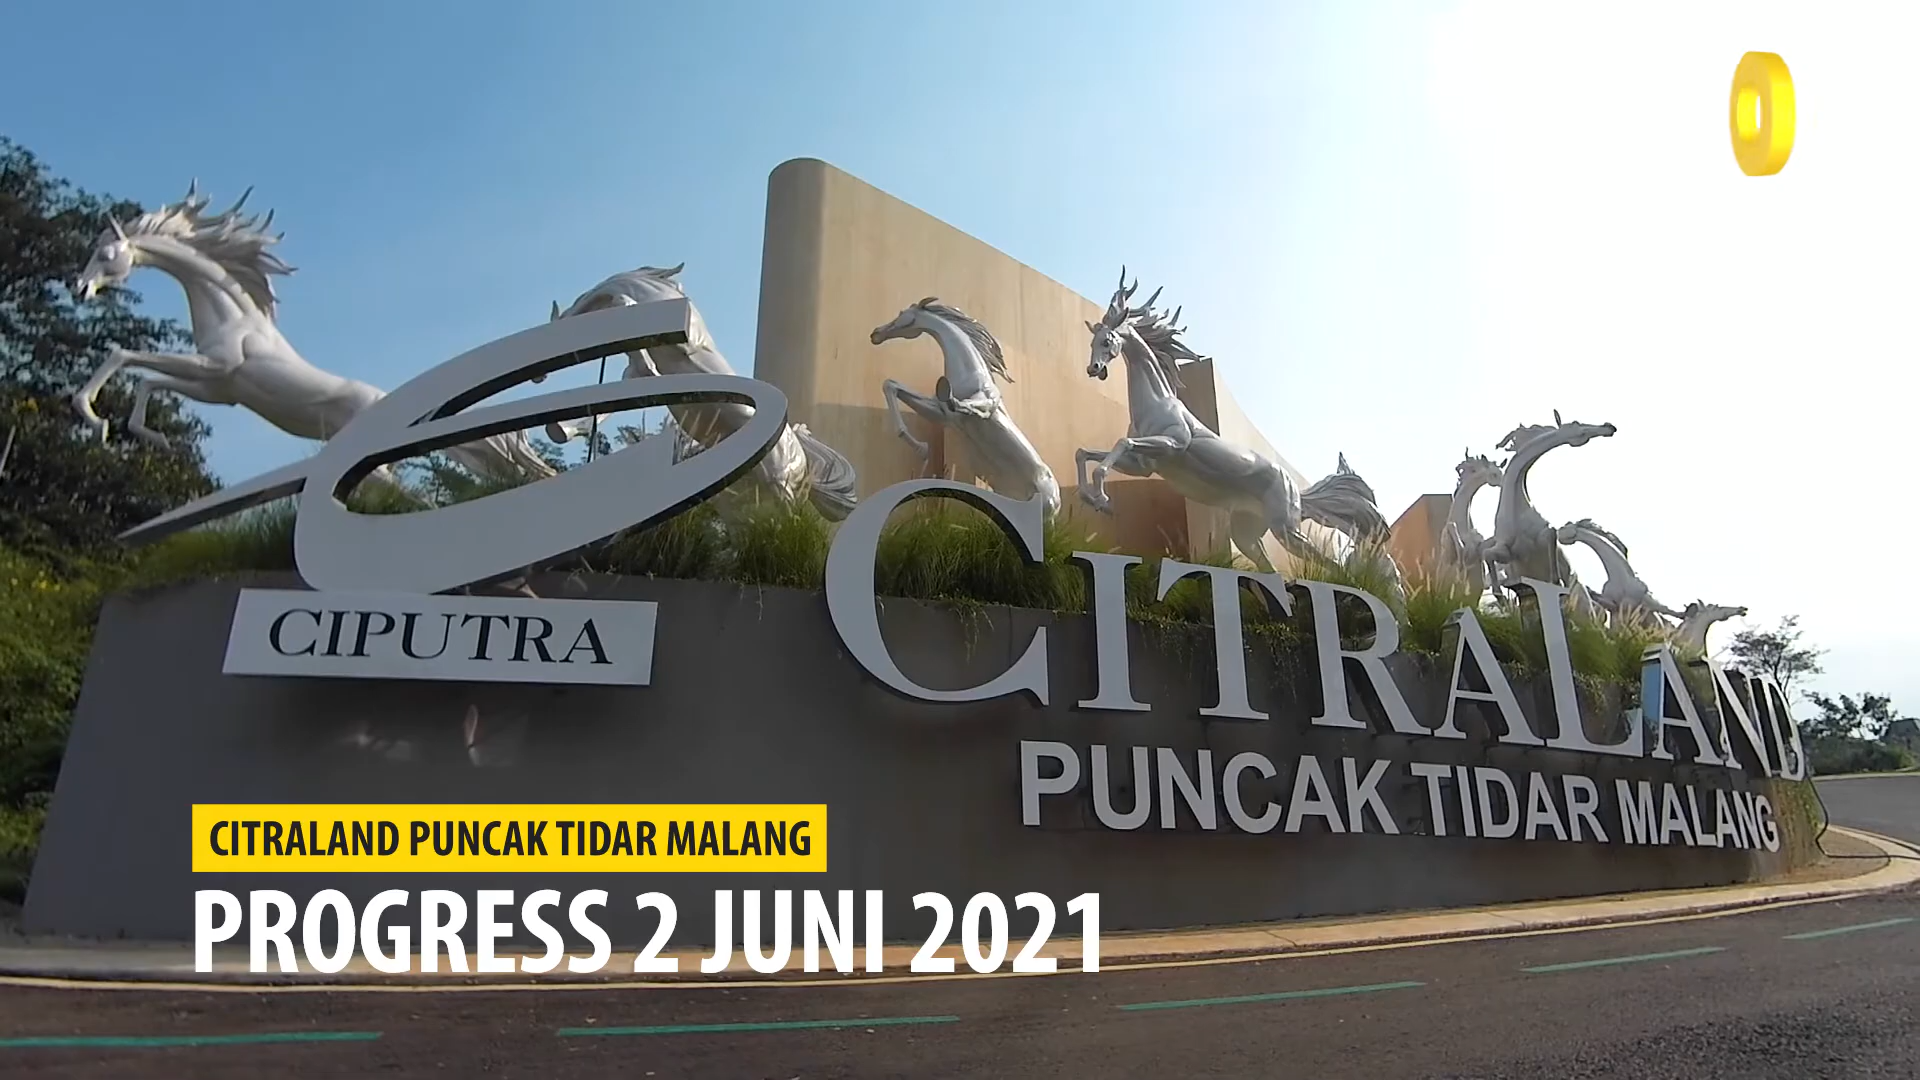 CIPUTRA
CITRALAND
PUNCAK TIDAR MALANG
CITRALAND PUNCAK TIDAR MALANG
PROGRESS 2 JUNI 2021